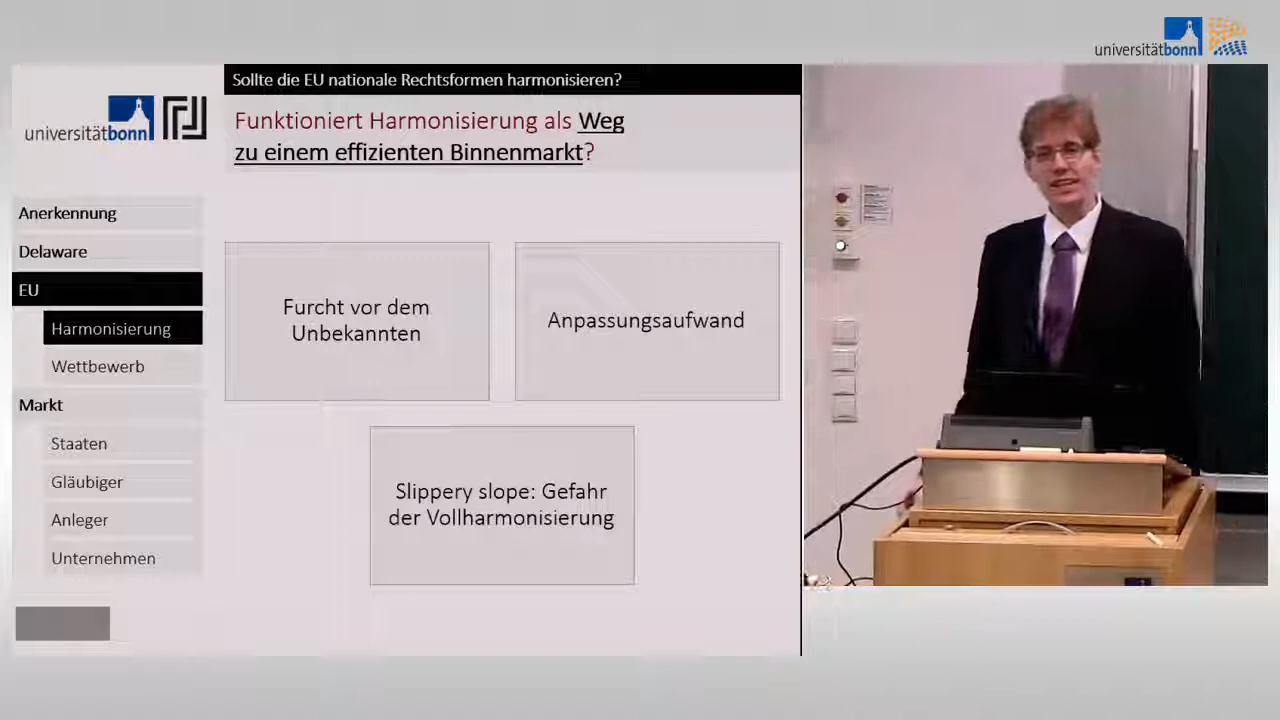 universitätbonn
Sollte die EU nationale Rechtsformen harmonisieren?
universitätbonn
Funktioniert Harmonisierung als Weg
zu einem effizienten Binnenmarkt?
Anerkennung
Delaware
EU
Harmonisierung
Wettbewerb
Markt
Staaten
Gläubiger
Anleger
Unternehmen
Furcht vor dem
Unbekannten
Anpassungsaufwand
Slippery slope: Gefahr
der Vollharmonisierung